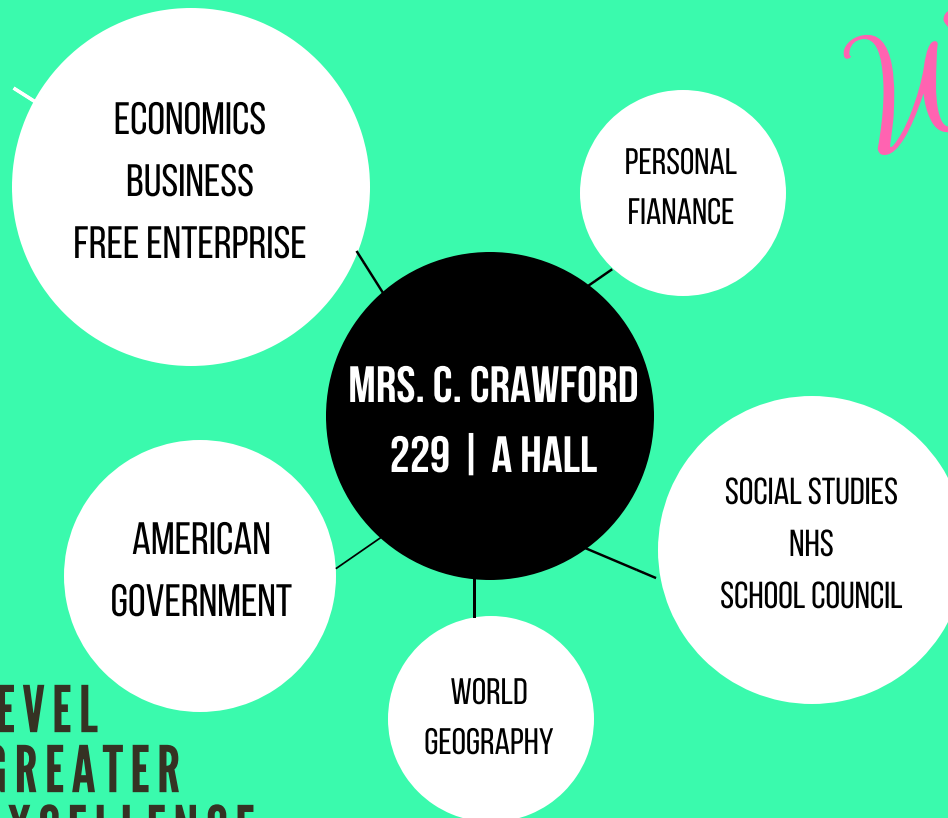 ECONOMICS
BUSINESS
FREE ENTERPRISE
PERSONAL
FIANANCE
MRS. C. CRAWFORD
229 | A HALL
SOCIAL STUDIES
NHS
SCHOOL COUNCIL
AMERICAN
GOVERNMENT
WORLD
GEOGRAPHY
EVEL
GREATER